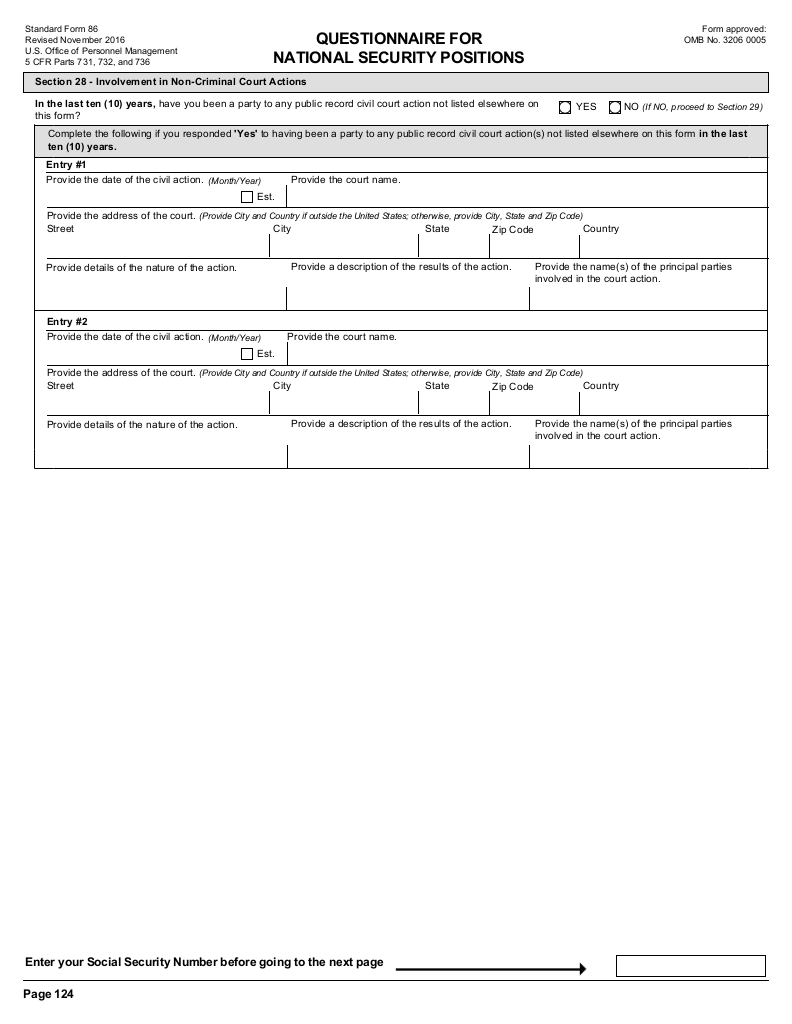 Standard Form 86
Revised November 2016
U.S. Office of Personnel Management
5 CFR Parts 731, 732, and 736
QUESTIONNAIRE FOR
NATIONAL SECURITY POSITIONS
Form approved:
OMB No. 3206 0005
Section 28 - Involvement in Non-Criminal Court Actions
In the last ten (10) years, have you been a party to any public record civil court action not listed elsewhere on
this form?
YES NO (If NO, proceed to Section 29)
Complete the following if you responded 'Yes' to having been a party to any public record civil court action(s) not listed elsewhere on this form in the last
ten (10) years.
Entry #1
Provide the date of the civil action. (Month/Year) Provide the court name.
Est.
Provide the address of the court. (Provide City and Country if outside the United States; otherwise, provide City, State and Zip Code)
Street City State Zip Code Country
Provide details of the nature of the action. Provide a description of the results of the action. Provide the name(s) of the principal parties
involved in the court action.
Entry #2
Provide the date of the civil action. (Month/Year) Provide the court name.
Est.
Provide the address of the court. (Provide City and Country if outside the United States; otherwise, provide City, State and Zip Code)
Street City State Zip Code Country
Provide details of the nature of the action. Provide a description of the results of the action. Provide the name(s) of the principal parties
involved in the court action.
Enter your Social Security Number before going to the next page
Page 124